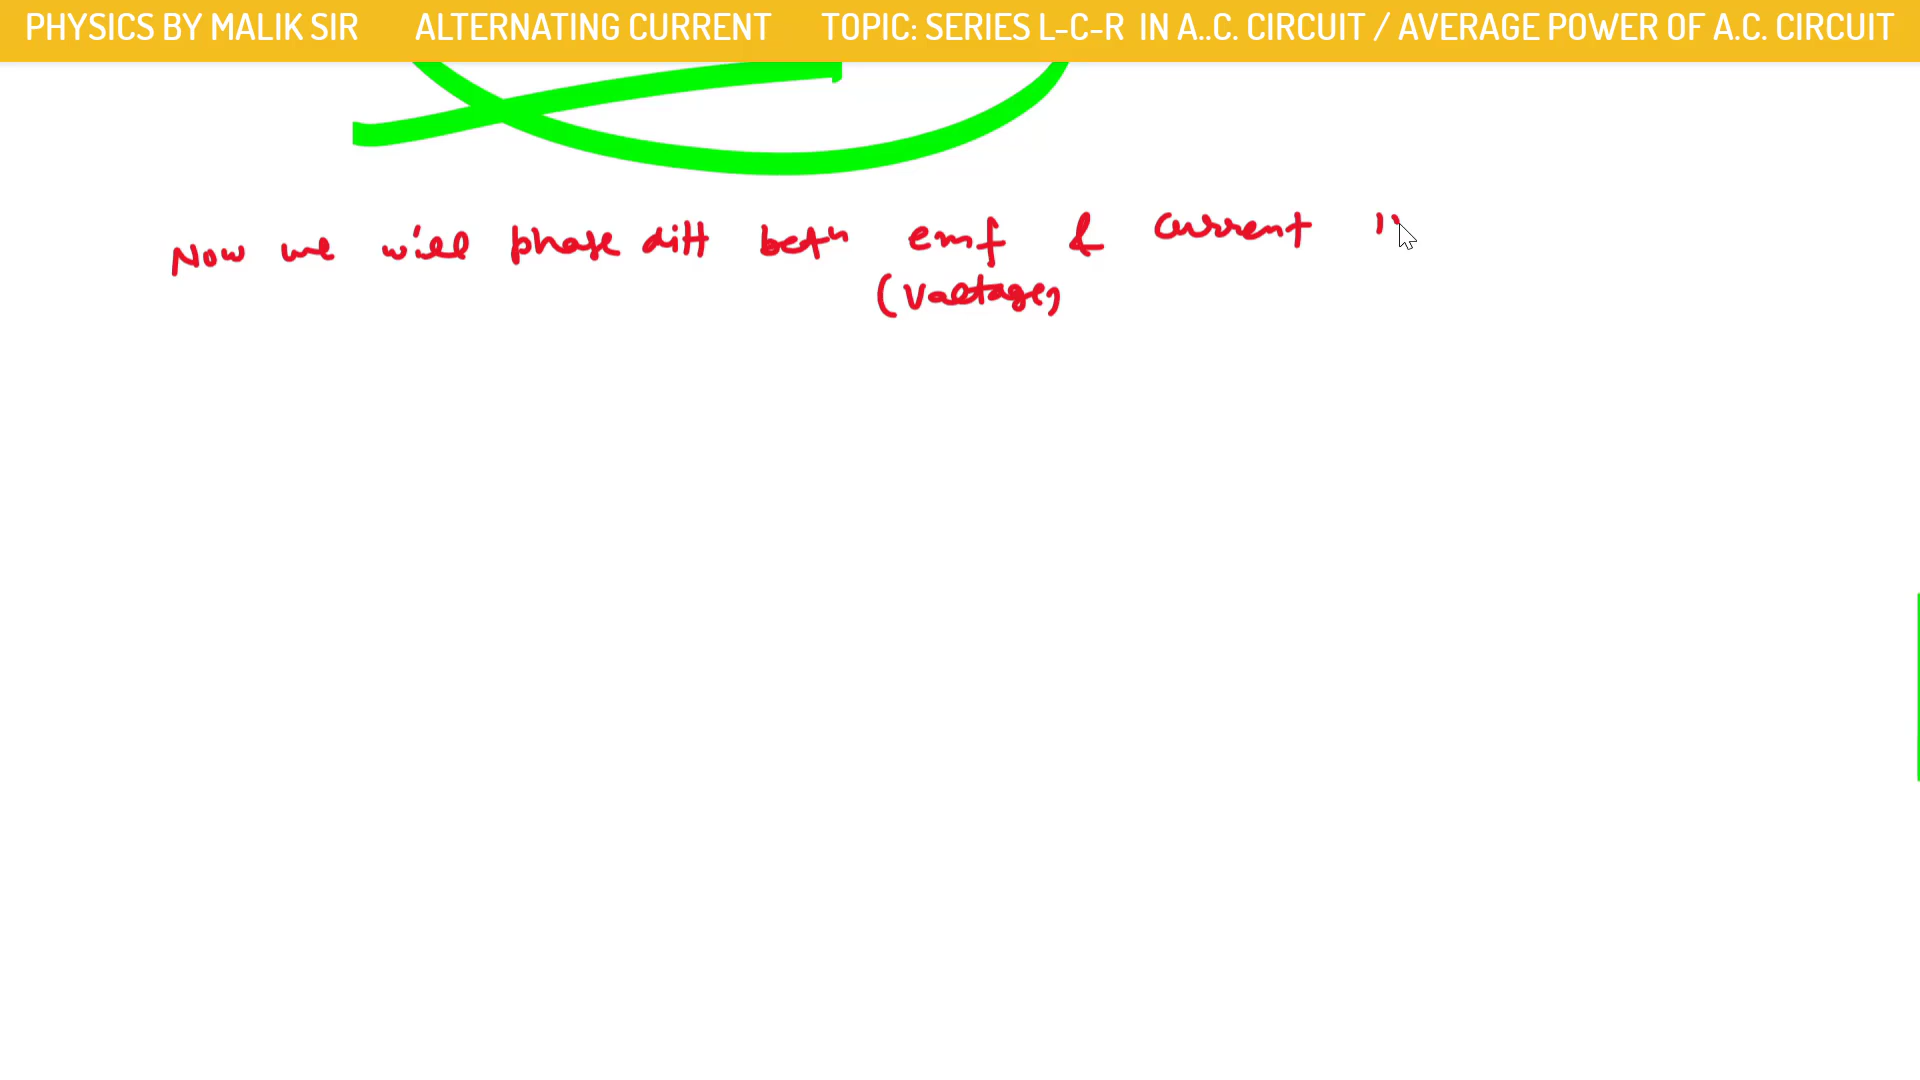 PHYSICS BY MALIK SIR ALTERNATING CURRENT TOPIC: SERIES L-C-R IN A..C. CIRCUIT / AVERAGE POWER OF A.C. CIRCUIT
Now we will phase diff betn emf & current
(Voltage)